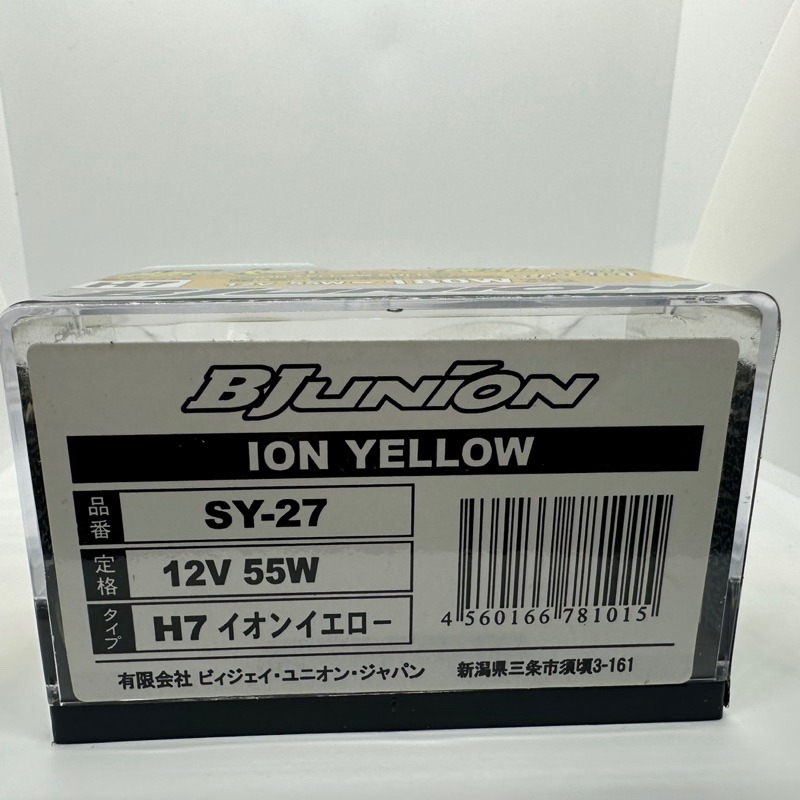 H7
BJUNION
ION YELLOW
品番 SY-27
定格 12V 55W
タイプ H7 イオンイエロー
4 560166 781015
有限会社 ビィジェイ・ユニオン・ジャパン 新潟県三条市須頃3-161